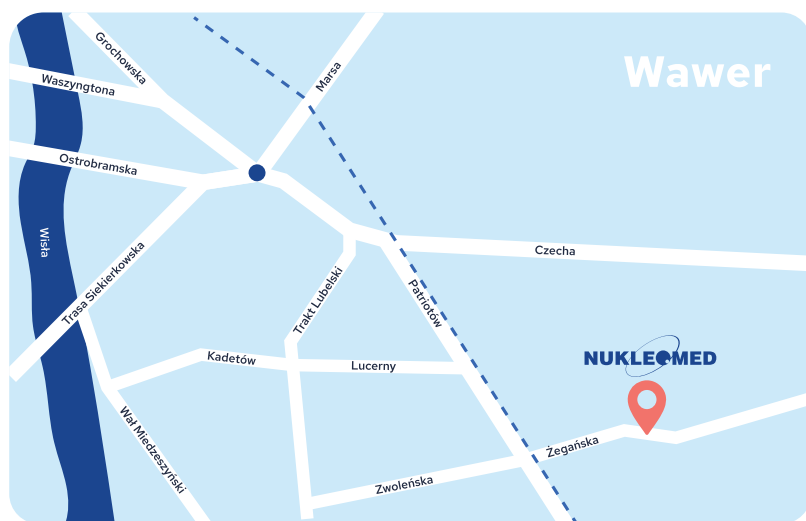 Grochowska
Marsa
Wawer
Waszyngtona
Ostrobramska
Wisła
Czecha
Trasa Siekierkowska
Trakt Lubelski
Patriotów
NUKLEOMED
Kadetów
Lucerny
Wał Miedzeszyński
Żegańska
Zwoleńska